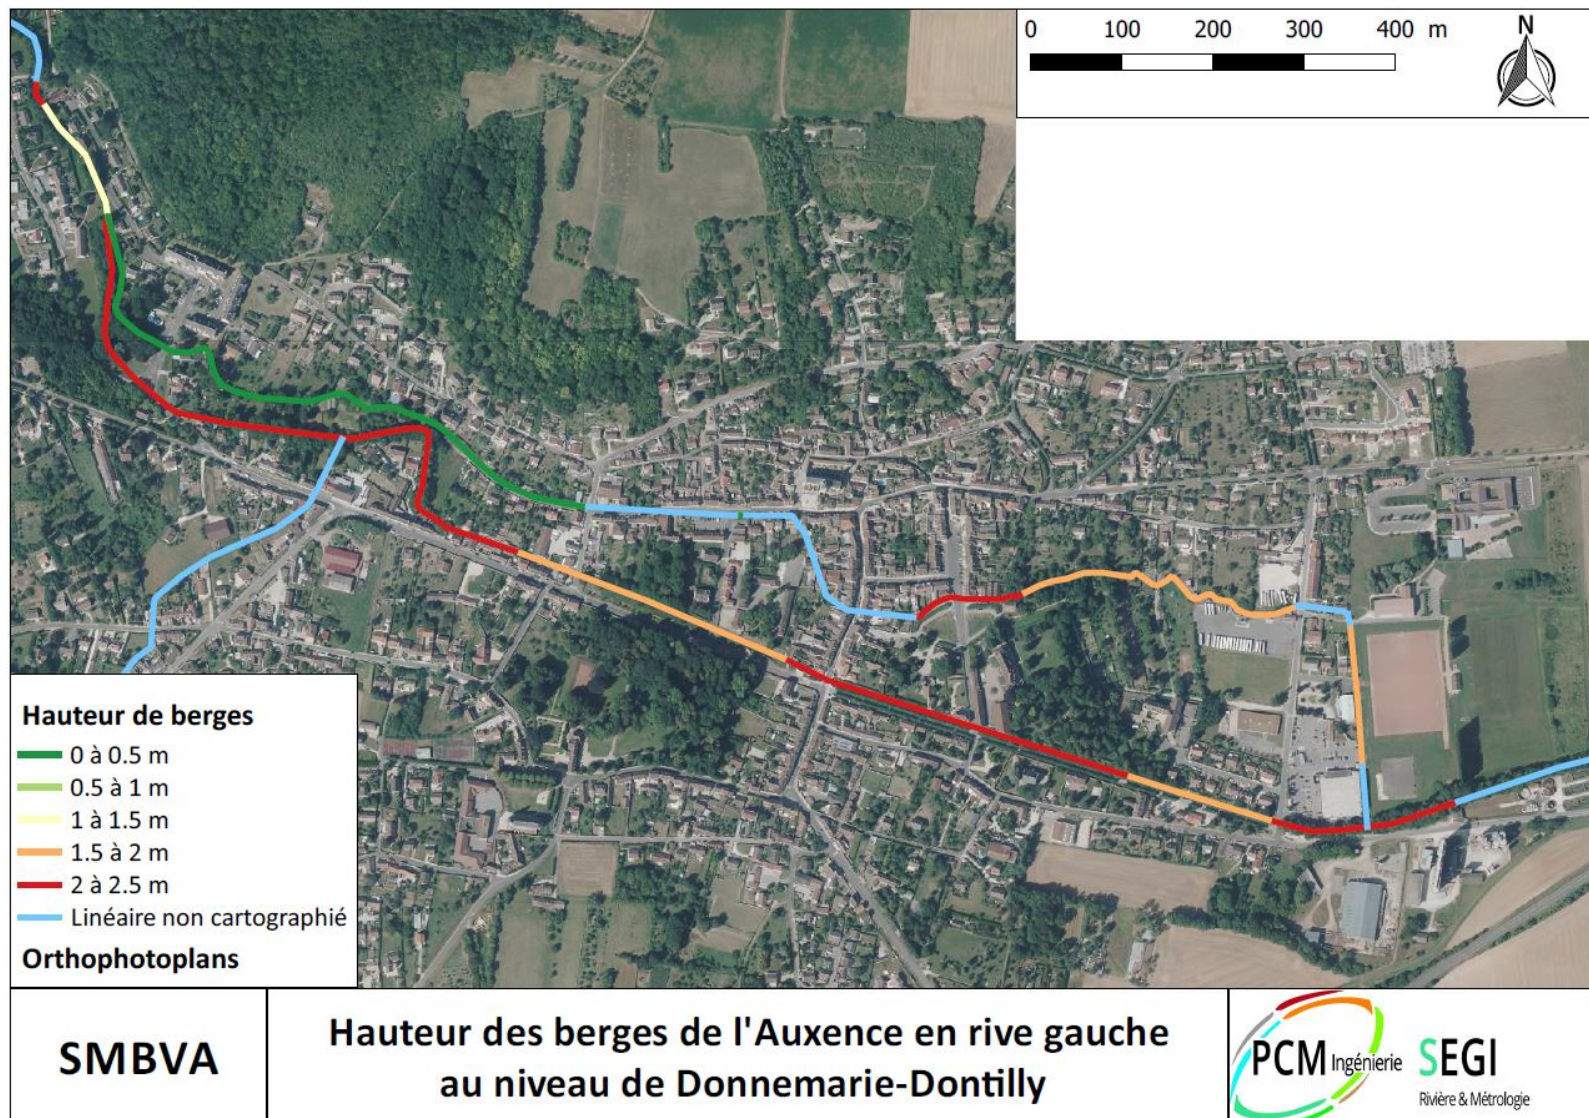 0 100 200 300 400 m
N
Hauteur de berges
0 à 0.5 m
0.5 à 1 m
1 à 1.5 m
1.5 à 2 m
2 à 2.5 m
Linéaire non cartographié
Orthophotoplans
SMBVA
Hauteur des berges de l'Auxence en rive gauche
au niveau de Donnemarie-Dontilly
PCM Ingénierie
SEGI
Rivière & Métrologie